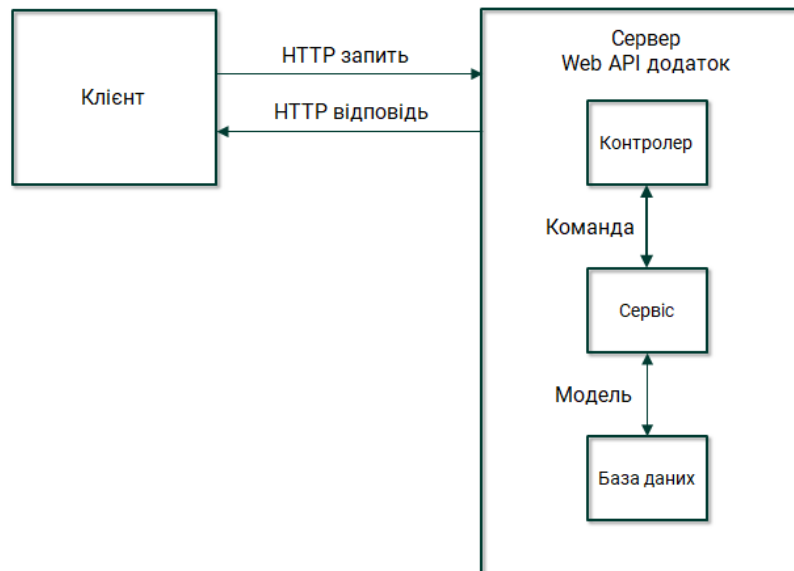 Клієнт
HTTP запить
HTTP відповідь
Сервер
Web API додаток
Контролер
Команда
Сервіс
Модель
База даних